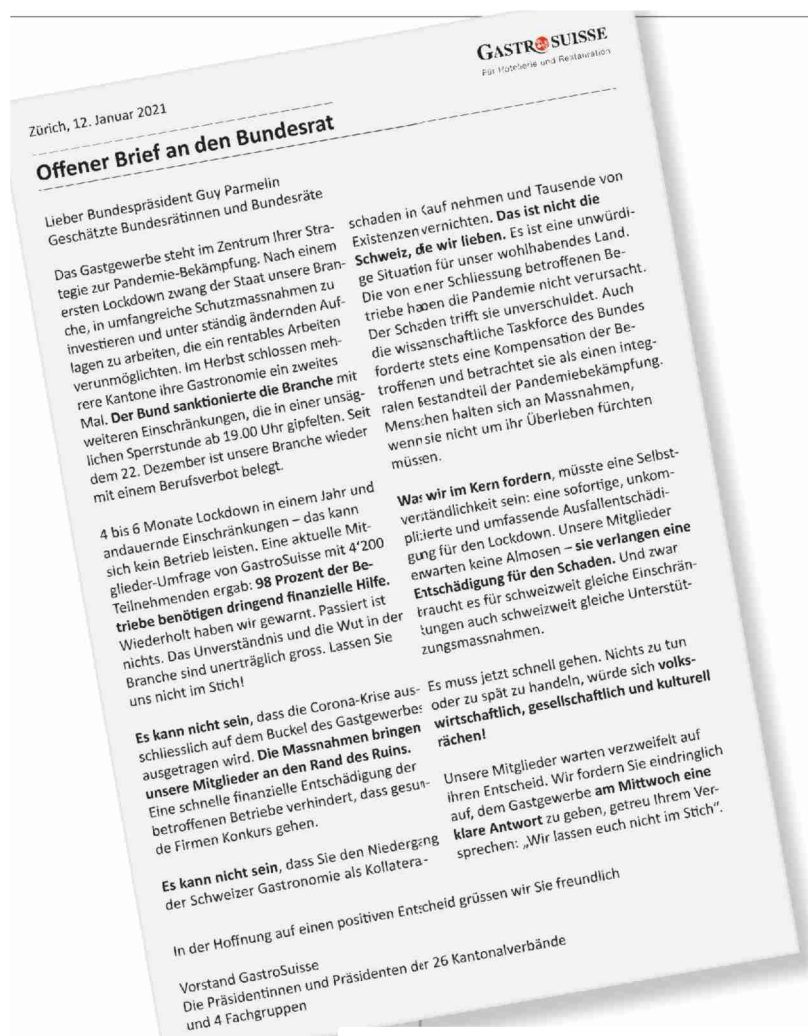 GASTROSUISSE
Für Hotellerie und Restauration
Zürich, 12. Januar 2021
Offener Brief an den Bundesrat
Lieber Bundespräsident Guy Parmelin
Geschätzte Bundesrätinnen und Bundesräte
Das Gastgewerbe steht im Zentrum Ihrer Stra-
tegie zur Pandemie-Bekämpfung. Nach einem
ersten Lockdown zwang der Staat unsere Bran-
che, in umfangreiche Schutzmassnahmen zu
investieren und unter ständig ändernden Auf-
lagen zu arbeiten, die ein rentables Arbeiten
verunmöglichten. Im Herbst schlossen meh-
rere Kantone ihre Gastronomie ein zweites
Mal. Der Bund sanktionierte die Branche mit
weiteren Einschränkungen, die in einer unsäg-
lichen Sperrstunde ab 19.00 Uhr gipfelten. Seit
dem 22. Dezember ist unsere Branche wieder
mit einem Berufsverbot belegt.
4 bis 6 Monate Lockdown in einem Jahr und
andauernde Einschränkungen – das kann
sich kein Betrieb leisten. Eine aktuelle Mit-
glieder-Umfrage von GastroSuisse mit 4'200
Teilnehmenden ergab: 98 Prozent der Be-
triebe benötigen dringend finanzielle Hilfe.
Wiederholt haben wir gewarnt. Passiert ist
nichts. Das Unverständnis und die Wut in der
Branche sind unerträglich gross. Lassen Sie
uns nicht im Stich!
Es kann nicht sein, dass die Corona-Krise aus-
schliesslich auf dem Buckel des Gastgewerbes
ausgetragen wird. Die Massnahmen bringen
unsere Mitglieder an den Rand des Ruins.
Eine schnelle finanzielle Entschädigung der
betroffenen Betriebe verhindert, dass gesun-
de Firmen Konkurs gehen.
Es kann nicht sein, dass Sie den Niedergang
der Schweizer Gastronomie als Kollatera-
schaden in Kauf nehmen und Tausende von
Existenzen vernichten. Das ist nicht die
Schweiz, die wir lieben. Es ist eine unwürdi-
ge Situation für unser wohlhabendes Land.
Die von einer Schliessung betroffenen Be-
triebe haben die Pandemie nicht verursacht.
Der Schaden trifft sie unverschuldet. Auch
die wissenschaftliche Taskforce des Bundes
forderte stets eine Kompensation der Be-
troffenen und betrachtet sie als einen integ-
ralen Bestandteil der Pandemiebekämpfung.
Menschen halten sich an Massnahmen,
wenn sie nicht um ihr Überleben fürchten
müssen.
Was wir im Kern fordern, müsste eine Selbst-
verständlichkeit sein: eine sofortige, unkom-
plizierte und umfassende Ausfallentschädi-
gung für den Lockdown. Unsere Mitglieder
erwarten keine Almosen – sie verlangen eine
Entschädigung für den Schaden. Und zwar
braucht es für schweizweit gleiche Einschrän-
kungen auch schweizweit gleiche Unterstüt-
zungsmassnahmen.
Es muss jetzt schnell gehen. Nichts zu tun
oder zu spät zu handeln, würde sich volks-
wirtschaftlich, gesellschaftlich und kulturell
rächen!
Unsere Mitglieder warten verzweifelt auf
ihren Entscheid. Wir fordern Sie eindringlich
auf, dem Gastgewerbe am Mittwoch eine
klare Antwort zu geben, getreu Ihrem Ver-
sprechen: „Wir lassen euch nicht im Stich".
In der Hoffnung auf einen positiven Entscheid grüssen wir Sie freundlich
Vorstand GastroSuisse
Die Präsidentinnen und Präsidenten der 26 Kantonalverbände
und 4 Fachgruppen